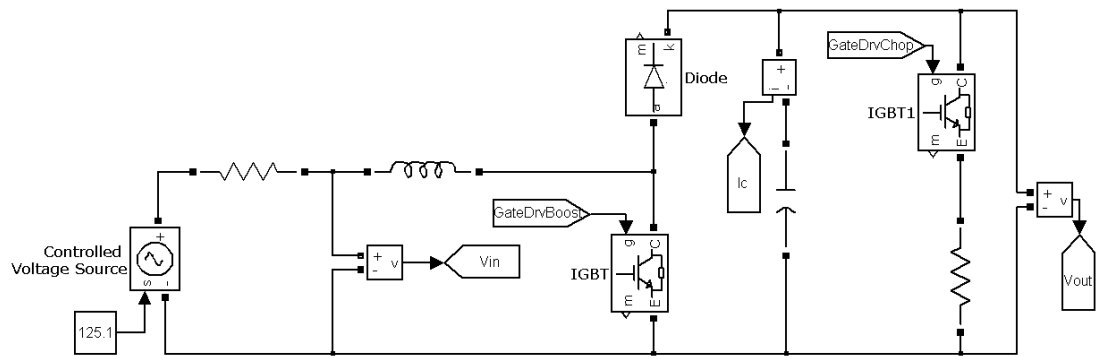 m
k
a
Diode
i
+
-
Ic
GateDrvChop
g
C
IGBT1
m
E
+
-
v
Vout
GateDrvBoost
g
C
IGBT
m
E
+
-
v
Vin
Controlled
Voltage Source
+
s
-
125.1